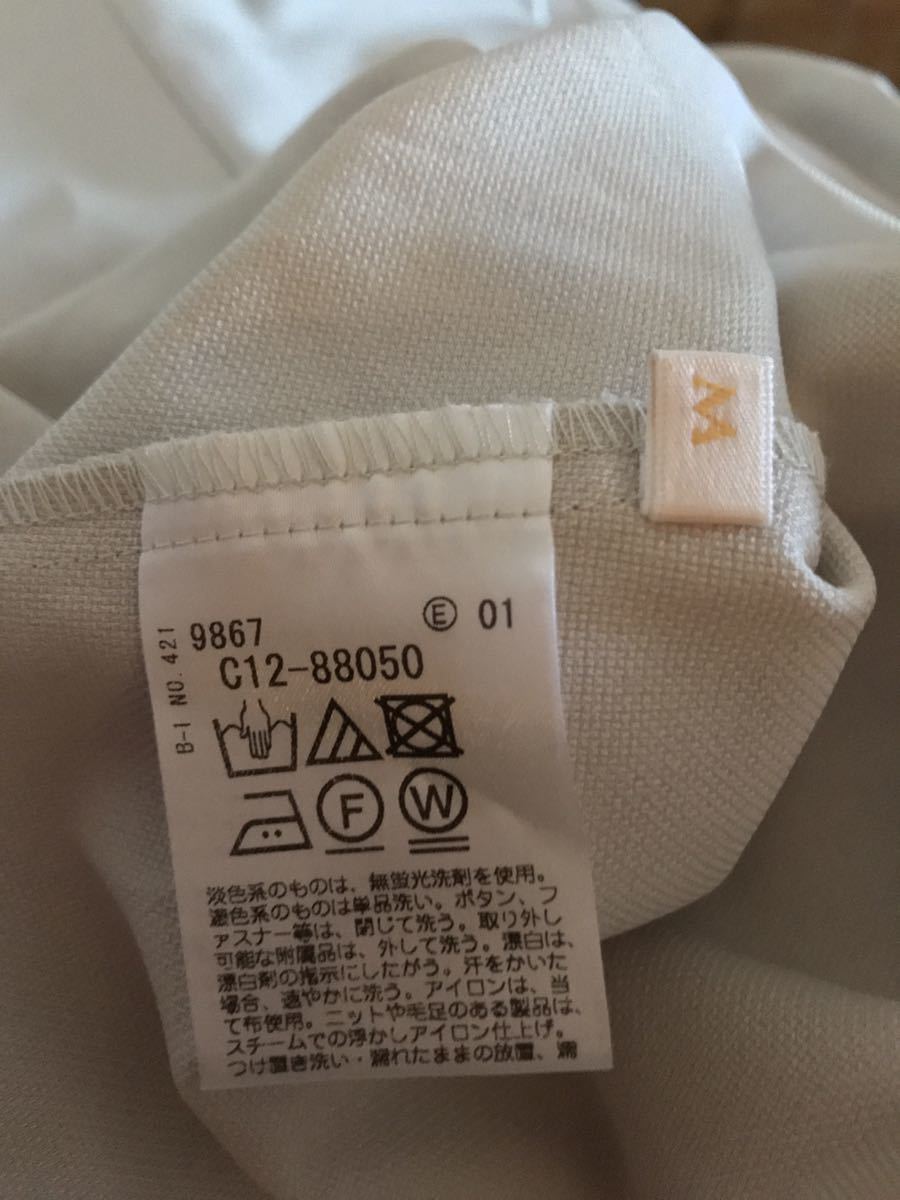 M
9867 Ⓔ 01
C12-88050
B-I NO. 421
F W
淡色系のものは、無蛍光洗剤を使用。
濃色系のものは単品洗い。ボタン、フ
ァスナー等は、閉じて洗う。取り外し
可能な附属品は、外して洗う。漂白は、
漂白剤の指示にしたがう。汗をかいた
場合、速やかに洗う。アイロンは、当
て布使用。ニットや毛足のある製品は、
スチームでの浮かしアイロン仕上げ。
つけ置き洗い・濡れたままの放置、濡